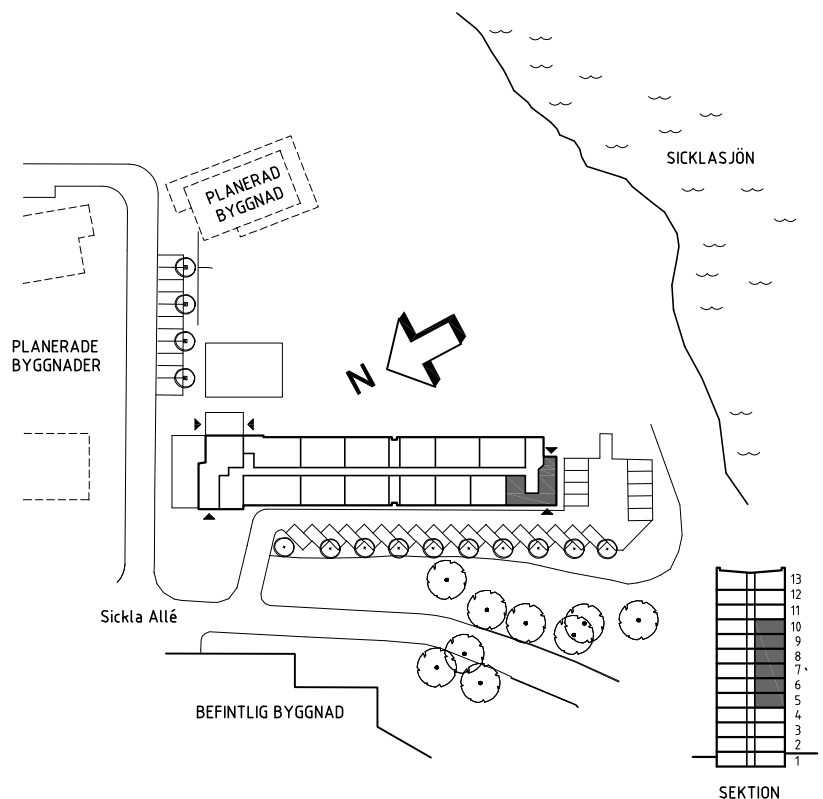 SICKLASJÖN
PLANERAD
BYGGNAD
PLANERADE
BYGGNADER
N
Sickla Allé
BEFINTLIG BYGGNAD
13
12
11
10
9
8
7
6
5
4
3
2
1
SEKTION